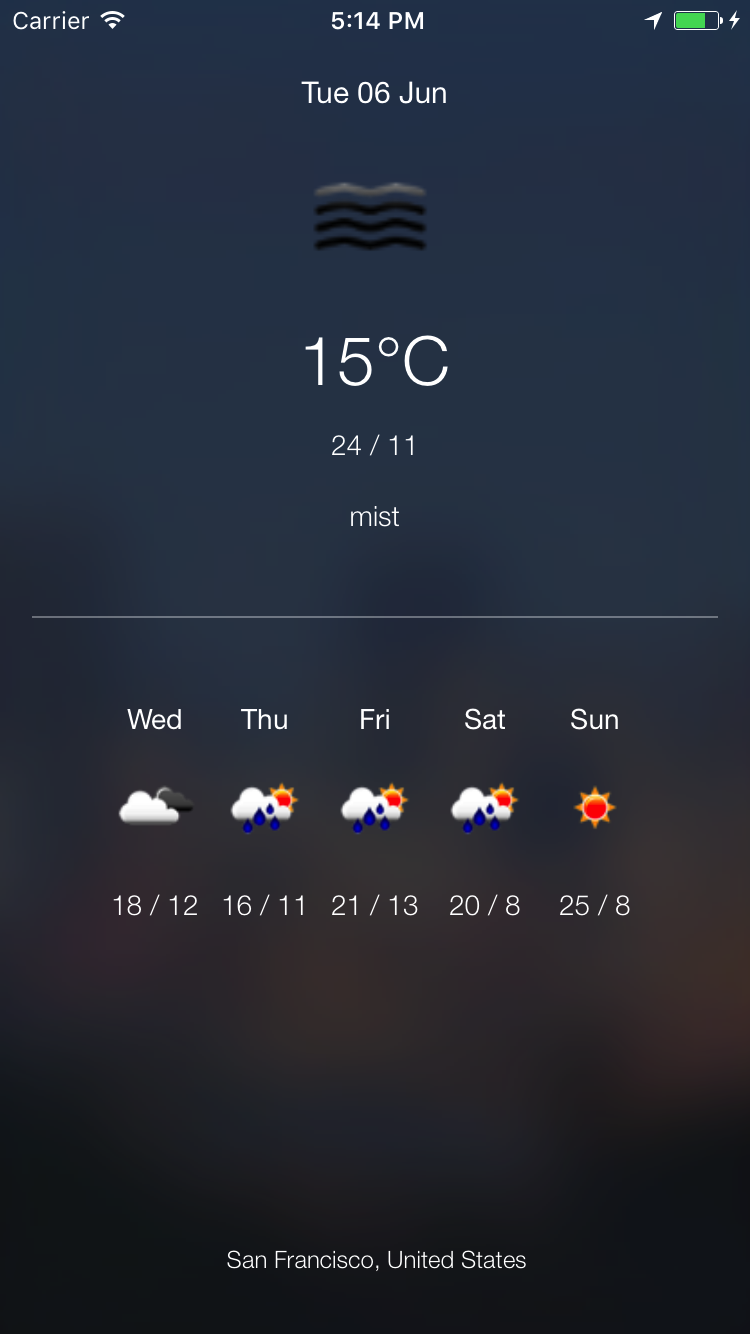 Carrier 5:14 PM
Tue 06 Jun
15°C
24 / 11
mist
Wed Thu Fri Sat Sun
18 / 12 16 / 11 21 / 13 20 / 8 25 / 8
San Francisco, United States